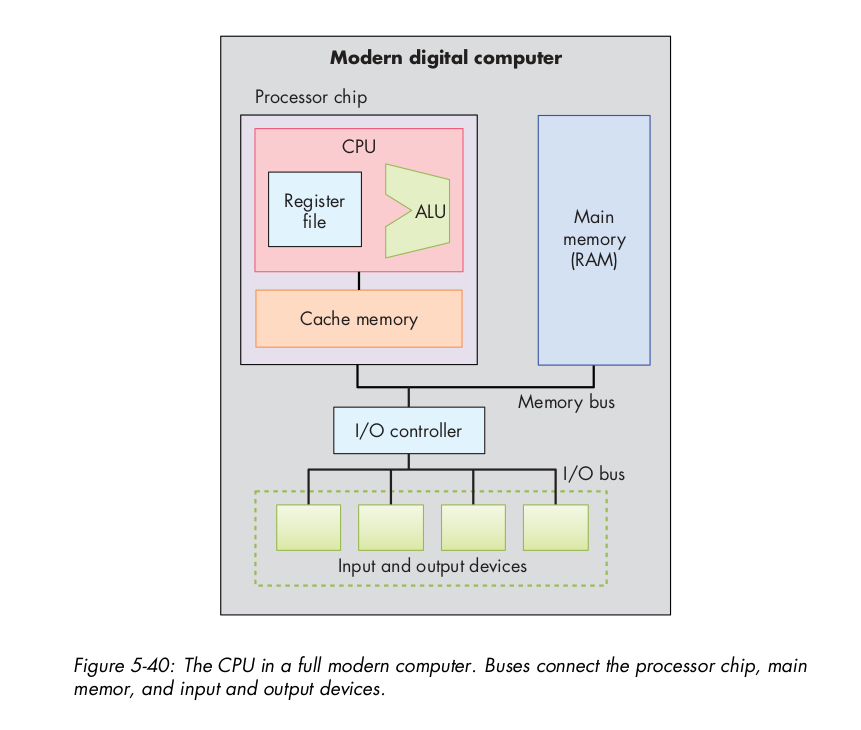 Modern digital computer
Processor chip
CPU
Register
file
ALU
Main
memory
(RAM)
Cache memory
Memory bus
I/O controller
I/O bus
Input and output devices
Figure 5-40: The CPU in a full modern computer. Buses connect the processor chip, main
memor, and input and output devices.